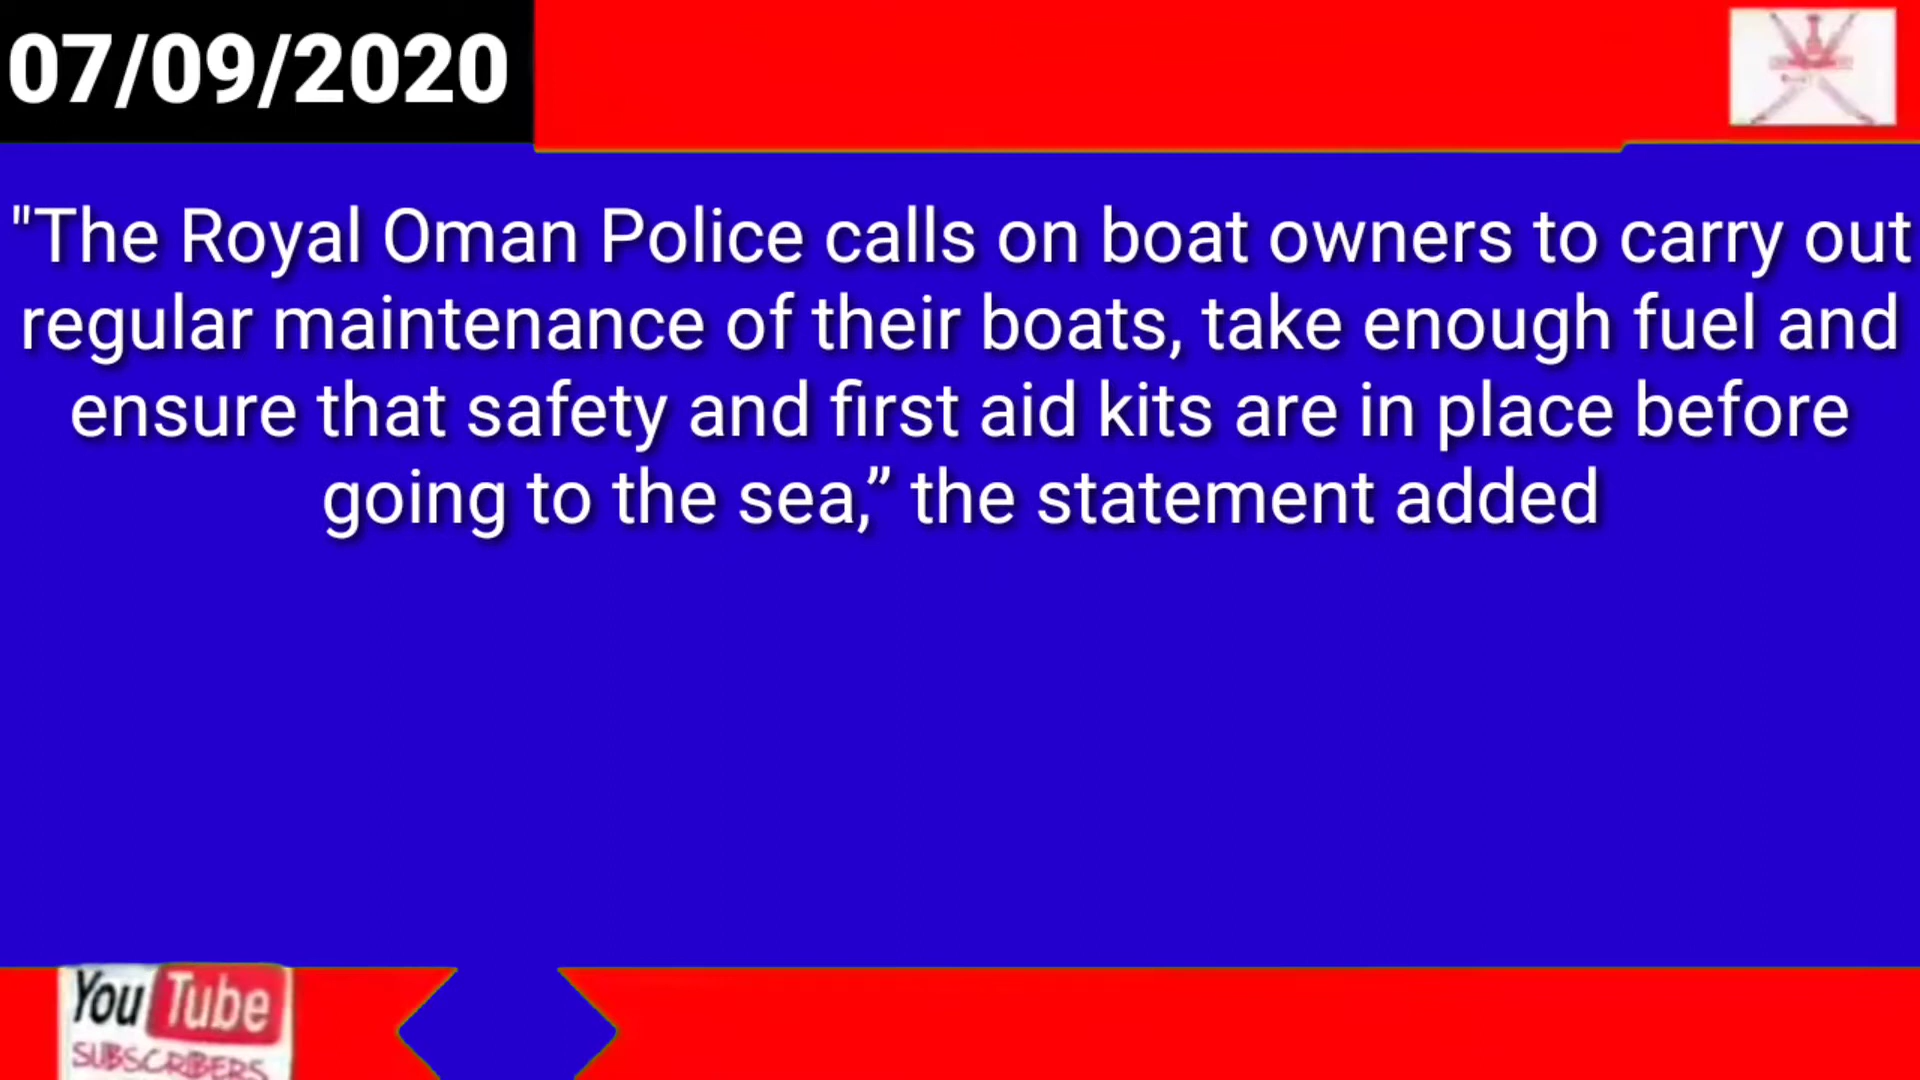 07/09/2020
"The Royal Oman Police calls on boat owners to carry out
regular maintenance of their boats, take enough fuel and
ensure that safety and first aid kits are in place before
going to the sea,” the statement added
You Tube
SUBSCRIBERS